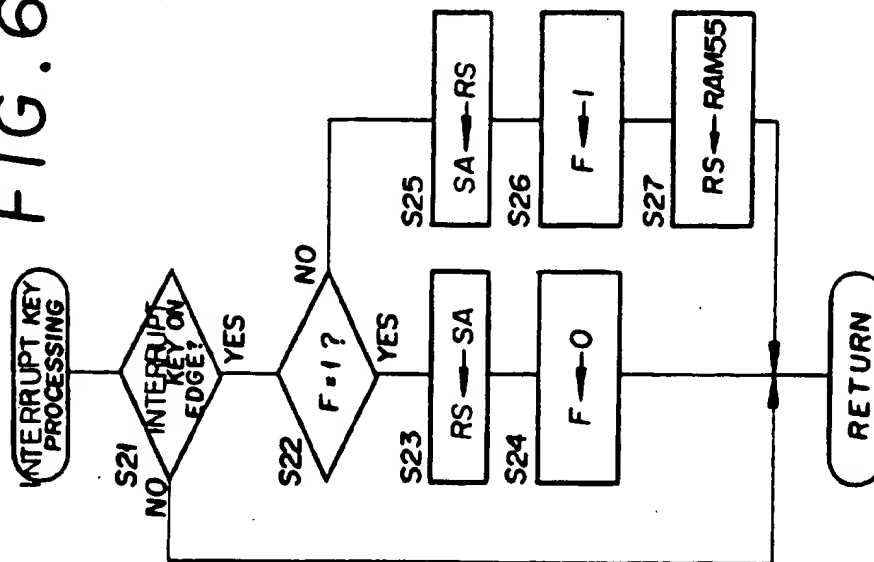 FIG. 6
INTERRUPT KEY
PROCESSING
S21
INTERRUPT
KEY ON
EDGE?
NO
YES
S22
F=1?
NO
YES
S23
RS←SA
S24
F←0
S25
SA←RS
S26
F←1
S27
RS←RAM55
RETURN